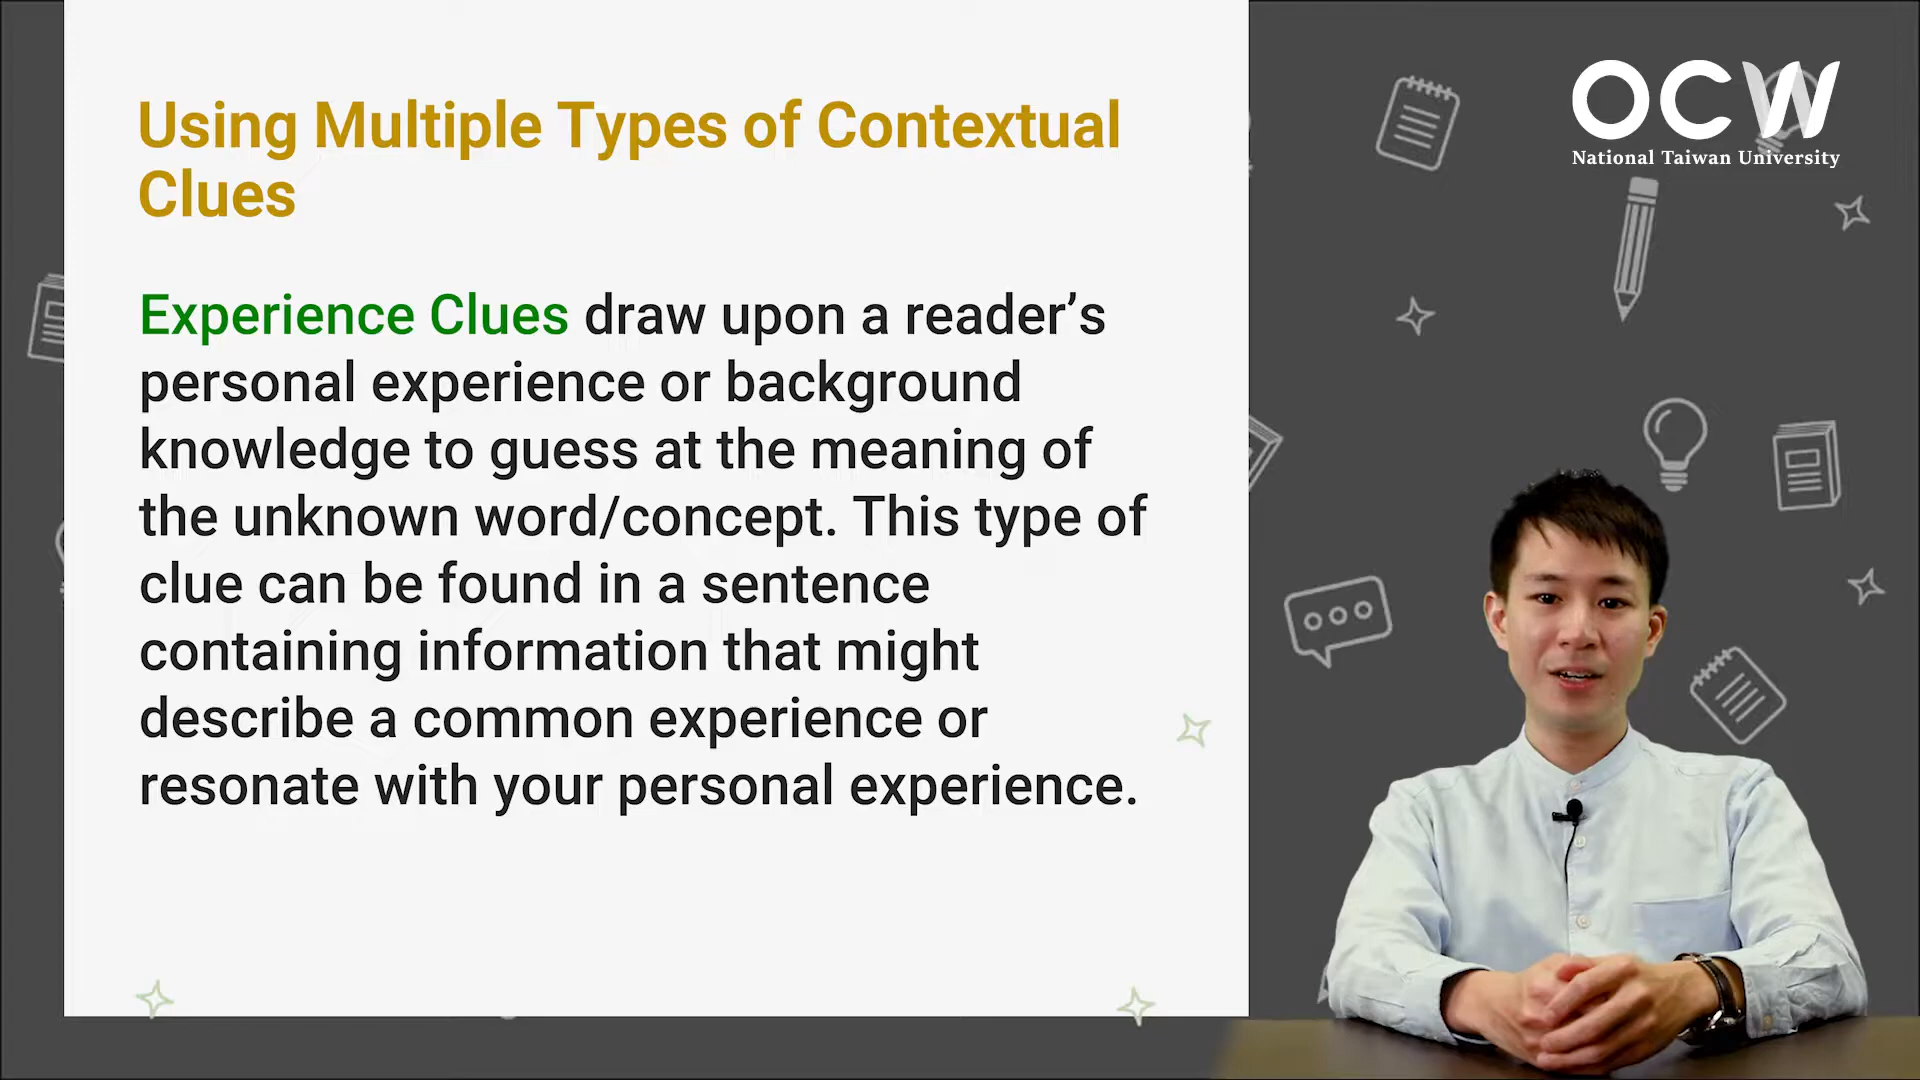 Using Multiple Types of Contextual
Clues
Experience Clues draw upon a reader’s
personal experience or background
knowledge to guess at the meaning of
the unknown word/concept. This type of
clue can be found in a sentence
containing information that might
describe a common experience or
resonate with your personal experience.
OCW
National Taiwan University